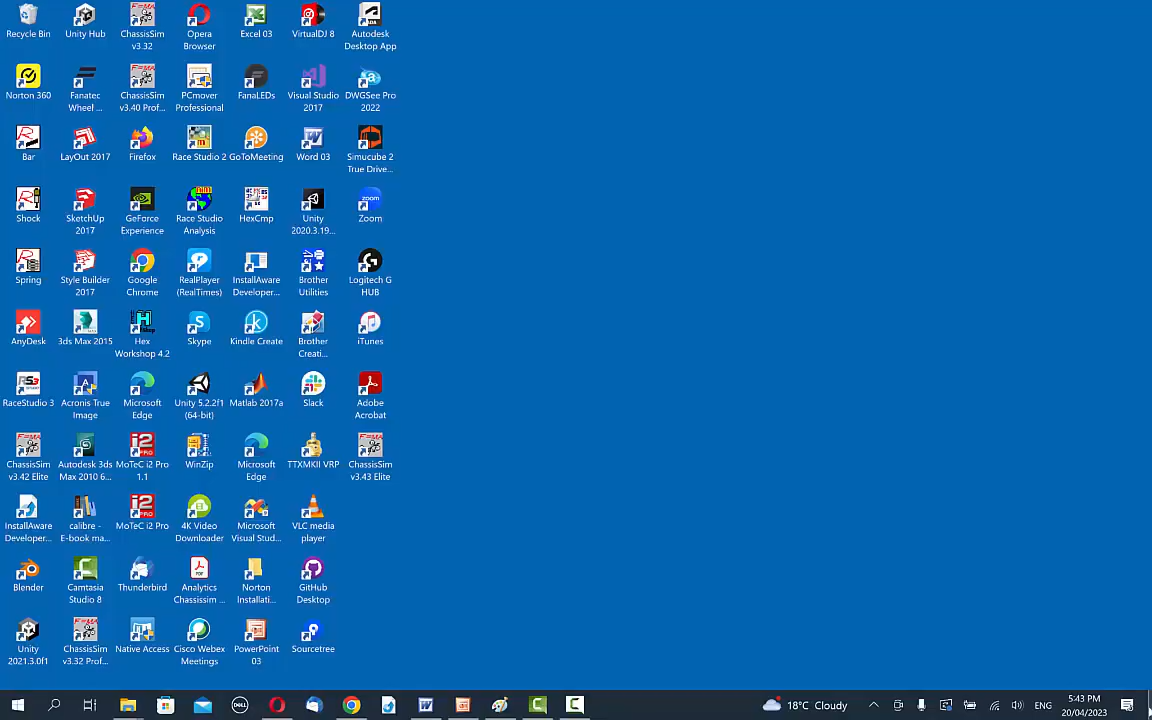 Recycle Bin
Unity Hub
ChassisSim
v3.32
Opera
Browser
Excel 03
VirtualDJ 8
Autodesk
Desktop App
Norton 360
Fanatec
Wheel ...
ChassisSim
v3.40 Prof...
PCmover
Professional
FanaLEDs
Visual Studio
2017
DWGSee Pro
2022
Bar
LayOut 2017
Firefox
Race Studio 2
GoToMeeting
Word 03
Simucube 2
True Drive...
Shock
SketchUp
2017
GeForce
Experience
Race Studio
Analysis
HexCmp
Unity
2020.3.19...
zoom
Zoom
Spring
Style Builder
2017
Google
Chrome
RealPlayer
(RealTimes)
InstallAware
Developer...
Brother
Utilities
Logitech G
HUB
AnyDesk
3ds Max 2015
Hex
Workshop 4.2
Skype
Kindle Create
Brother
Creati...
iTunes
RS3
RaceStudio 3
Acronis True
Image
Microsoft
Edge
Unity 5.2.2f1
(64-bit)
Matlab 2017a
Slack
Adobe
Acrobat
ChassisSim
v3.42 Elite
Autodesk 3ds
Max 2010 6...
i2
PRO
MoTeC i2 Pro
1.1
WinZip
Microsoft
Edge
TTXMKII VRP
ChassisSim
v3.43 Elite
InstallAware
Developer...
calibre -
E-book ma...
i2
PRO
MoTeC i2 Pro
4K Video
Downloader
Microsoft
Visual Stud...
VLC media
player
Blender
Camtasia
Studio 8
Thunderbird
PDF
Analytics
Chassissim ...
Norton
Installati...
GitHub
Desktop
Unity
2021.3.0f1
ChassisSim
v3.32 Prof...
Native Access
Cisco Webex
Meetings
PowerPoint
03
Sourcetree
DELL
18°C Cloudy
ENG
5:43 PM
20/04/2023